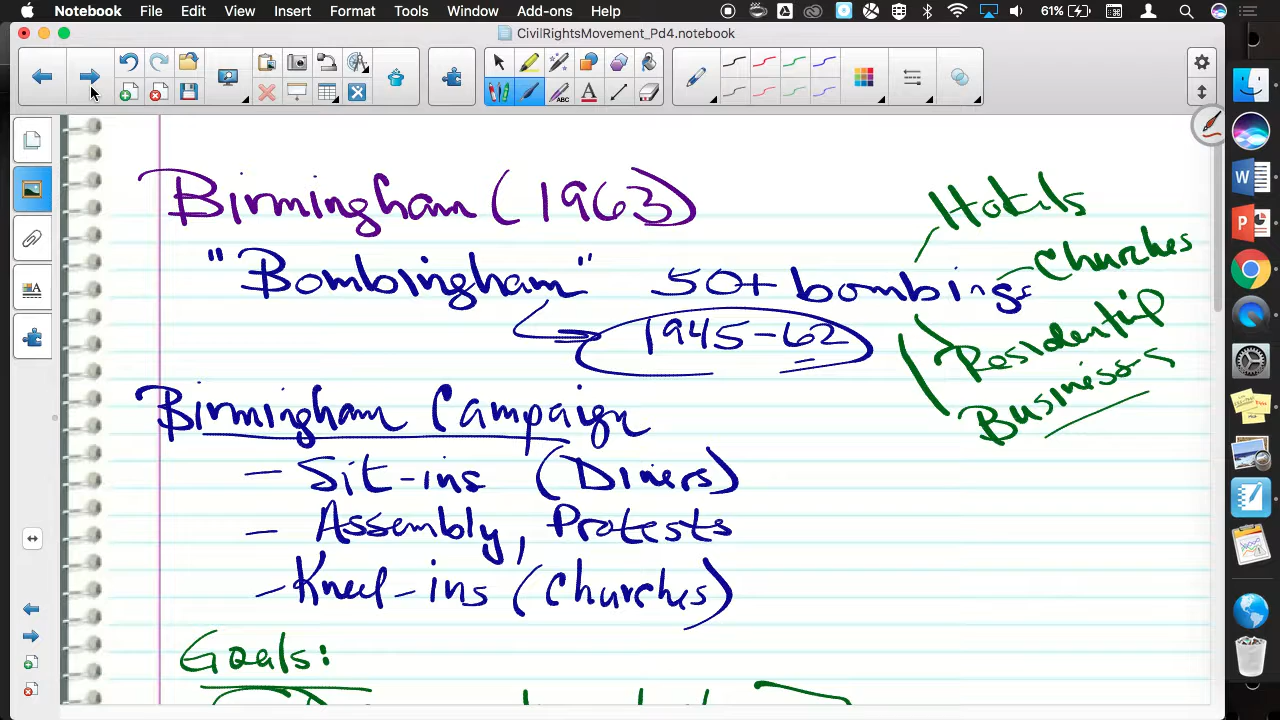 Notebook File Edit View Insert Format Tools Window Add-ons Help 61%
CivilRightsMovement_Pd4.notebook
Birmingham (1963)
Hotels
"Bombingham" 50+ bombings
Churches
1945-62
Residential
Businesses
Birmingham Campaign
- Sit-ins (Diners)
- Assembly, Protests
- Kneel-ins (Churches)
Goals: